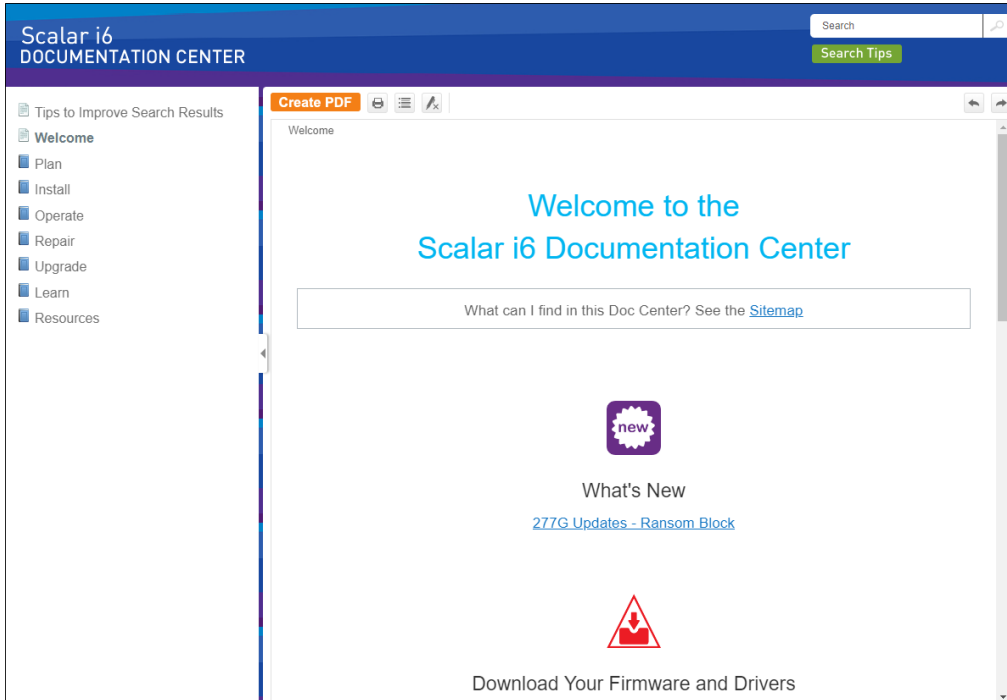 Scalar i6
DOCUMENTATION CENTER
Search
Search Tips
Tips to Improve Search Results
Welcome
Plan
Install
Operate
Repair
Upgrade
Learn
Resources
Create PDF
Welcome
Welcome to the
Scalar i6 Documentation Center
What can I find in this Doc Center? See the Sitemap
new
What's New
277G Updates - Ransom Block
Download Your Firmware and Drivers